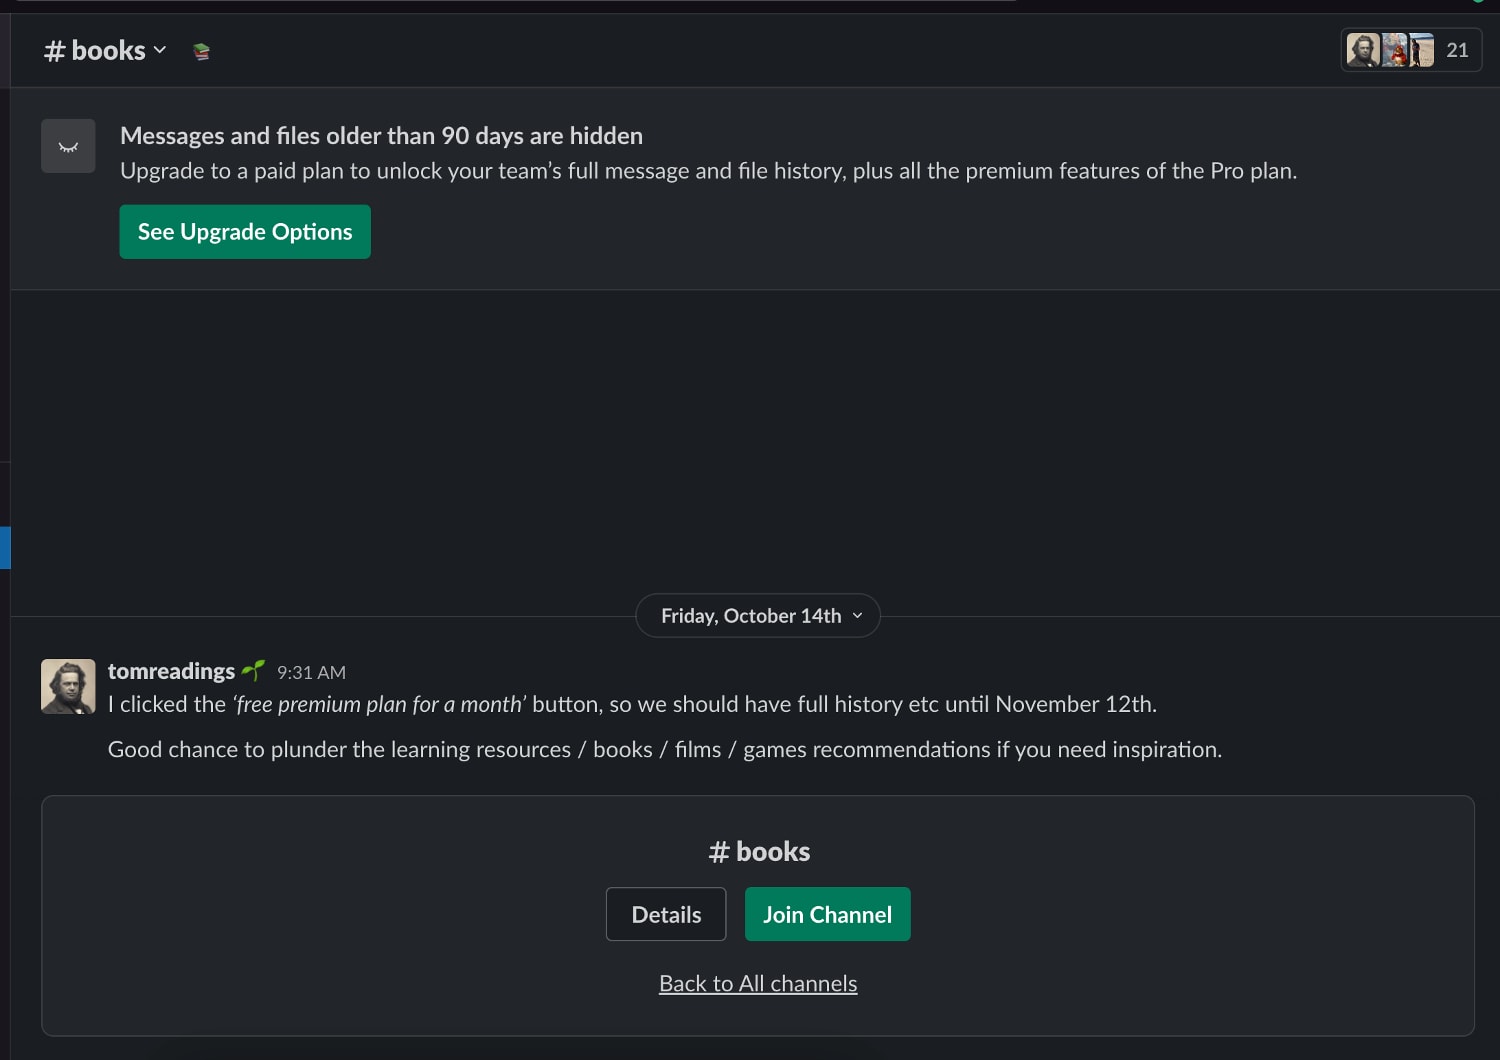 # books
21
Messages and files older than 90 days are hidden
Upgrade to a paid plan to unlock your team’s full message and file history, plus all the premium features of the Pro plan.
See Upgrade Options
Friday, October 14th
tomreadings 9:31 AM
I clicked the ‘free premium plan for a month’ button, so we should have full history etc until November 12th.
Good chance to plunder the learning resources / books / films / games recommendations if you need inspiration.
# books
Details
Join Channel
Back to All channels